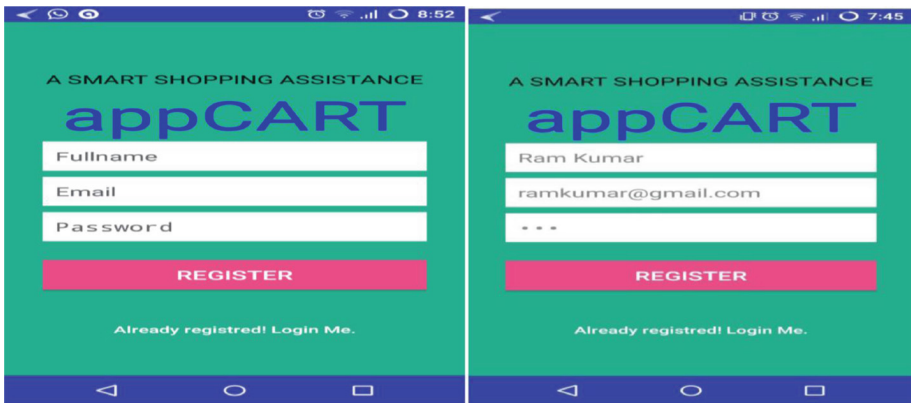 8:52
A SMART SHOPPING ASSISTANCE
appCART
Fullname
Email
Password
REGISTER
Already registred! Login Me.
7:45
A SMART SHOPPING ASSISTANCE
appCART
Ram Kumar
ramkumar@gmail.com
REGISTER
Already registred! Login Me.